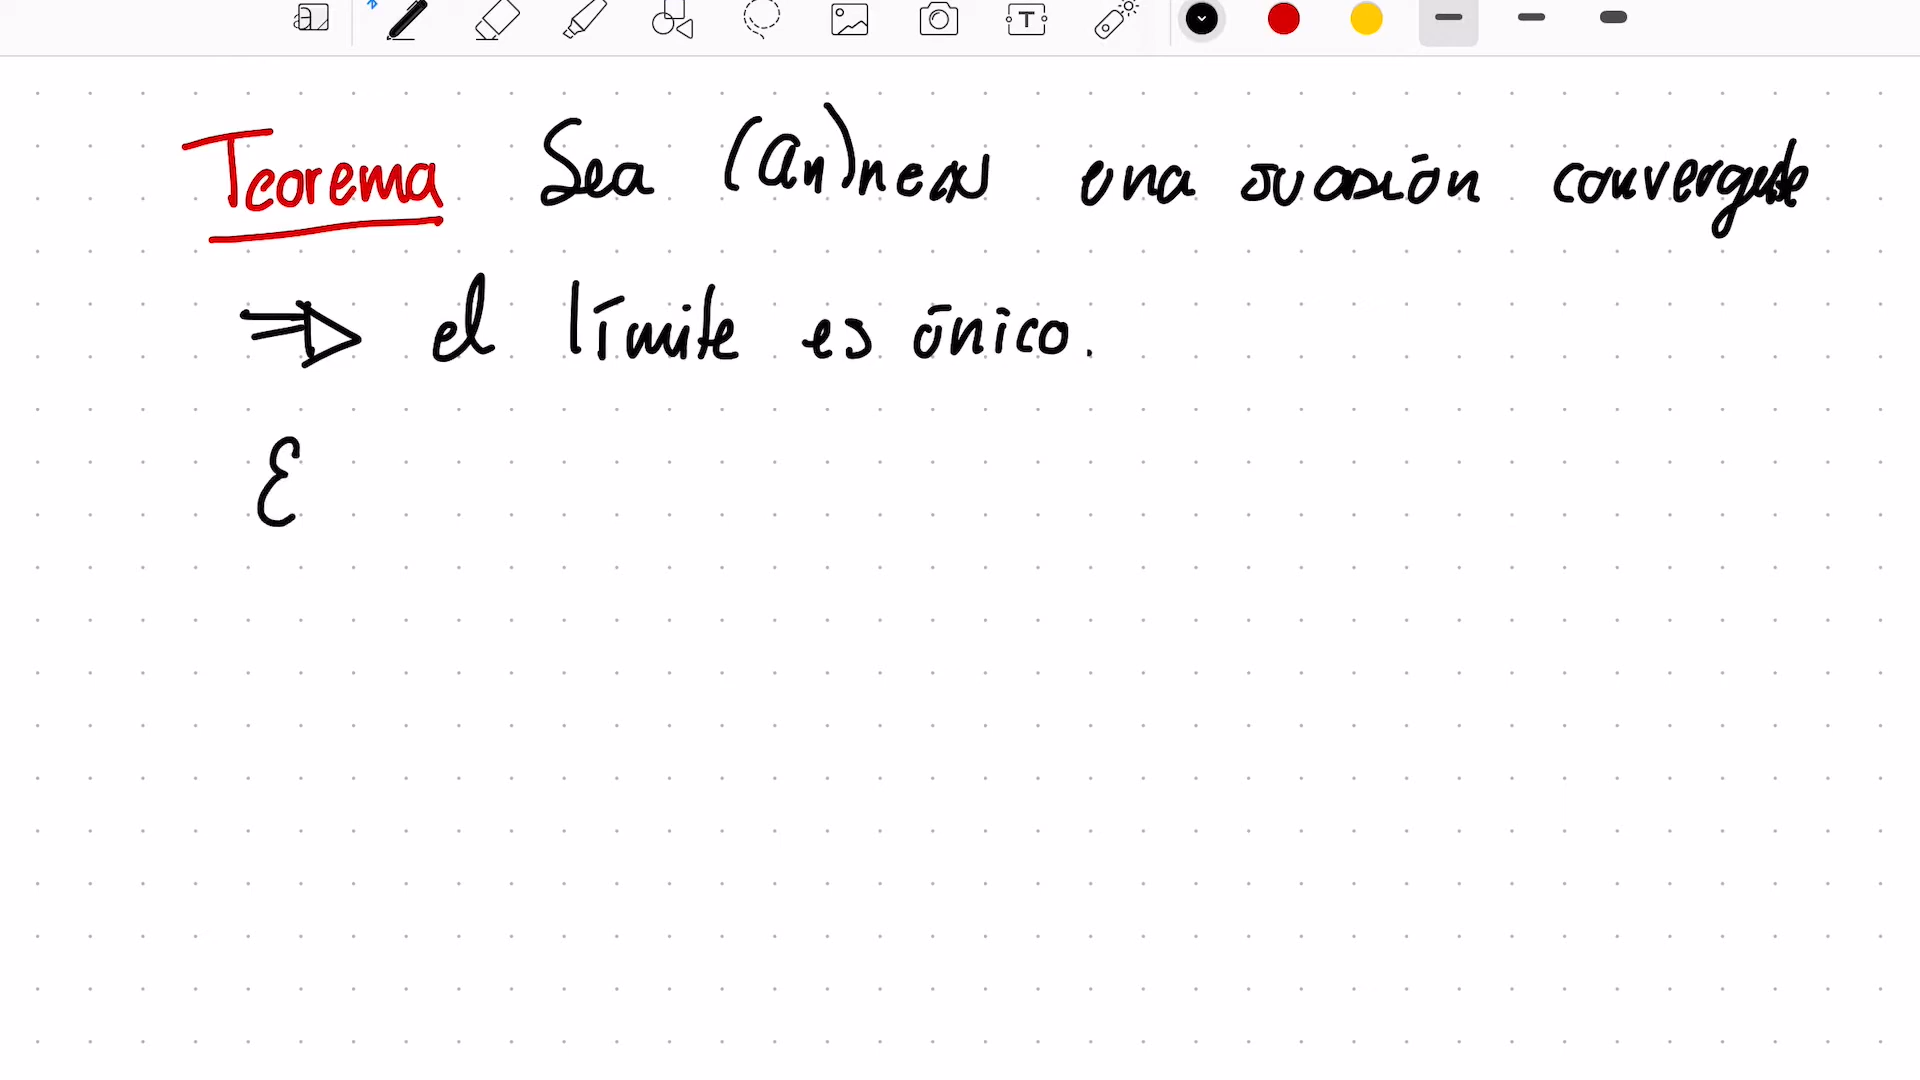 Teorema Sea (an)n∈ℕ una sucesión convergente
⇒ el límite es único.
ε